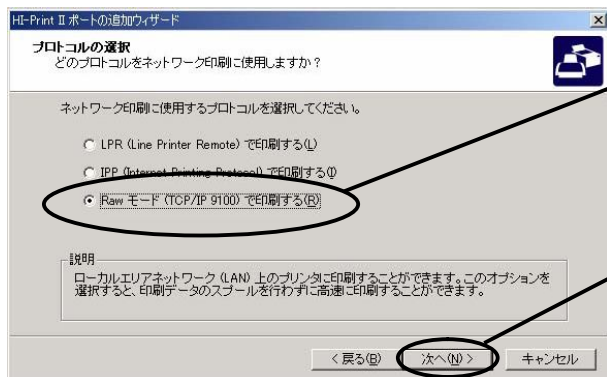 HI-Print Ⅱ ポートの追加ウィザード
プロトコルの選択
どのプロトコルをネットワーク印刷に使用しますか?
ネットワーク印刷に使用するプロトコルを選択してください。
LPR (Line Printer Remote) で印刷する(L)
IPP (Internet Printing Protocol) で印刷する(I)
Raw モード (TCP/IP 9100) で印刷する(R)
説明
ローカルエリアネットワーク (LAN) 上のプリンタに印刷することができます。このオプションを
選択すると、印刷データのスプールを行わずに高速に印刷することができます。
< 戻る(B) 次へ(N) > キャンセル